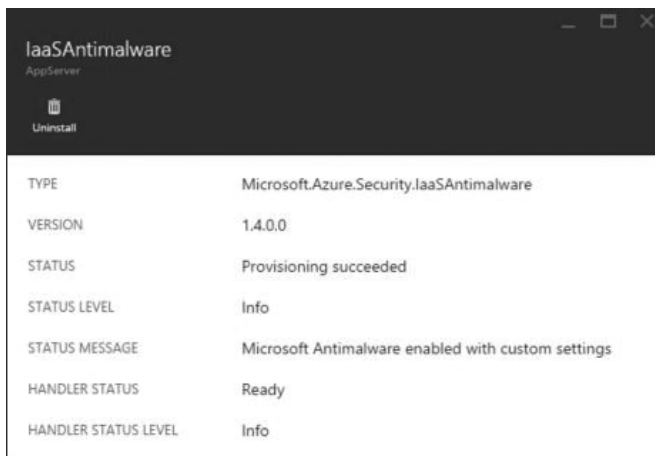 IaaSAntimalware
AppServer
Uninstall
TYPE Microsoft.Azure.Security.IaaSAntimalware
VERSION 1.4.0.0
STATUS Provisioning succeeded
STATUS LEVEL Info
STATUS MESSAGE Microsoft Antimalware enabled with custom settings
HANDLER STATUS Ready
HANDLER STATUS LEVEL Info